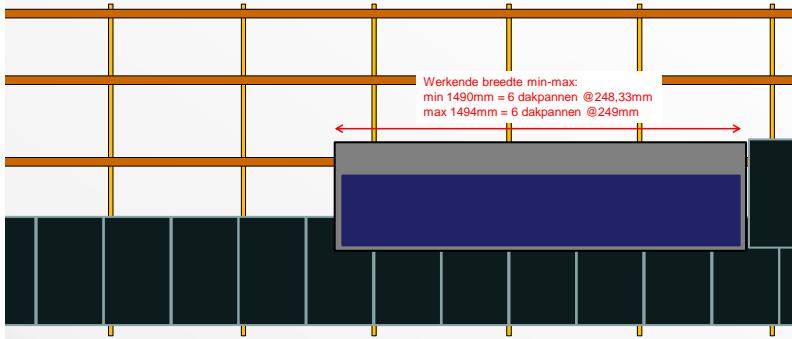 Werkende breedte min-max:
min 1490mm = 6 dakpannen @248,33mm
max 1494mm = 6 dakpannen @249mm